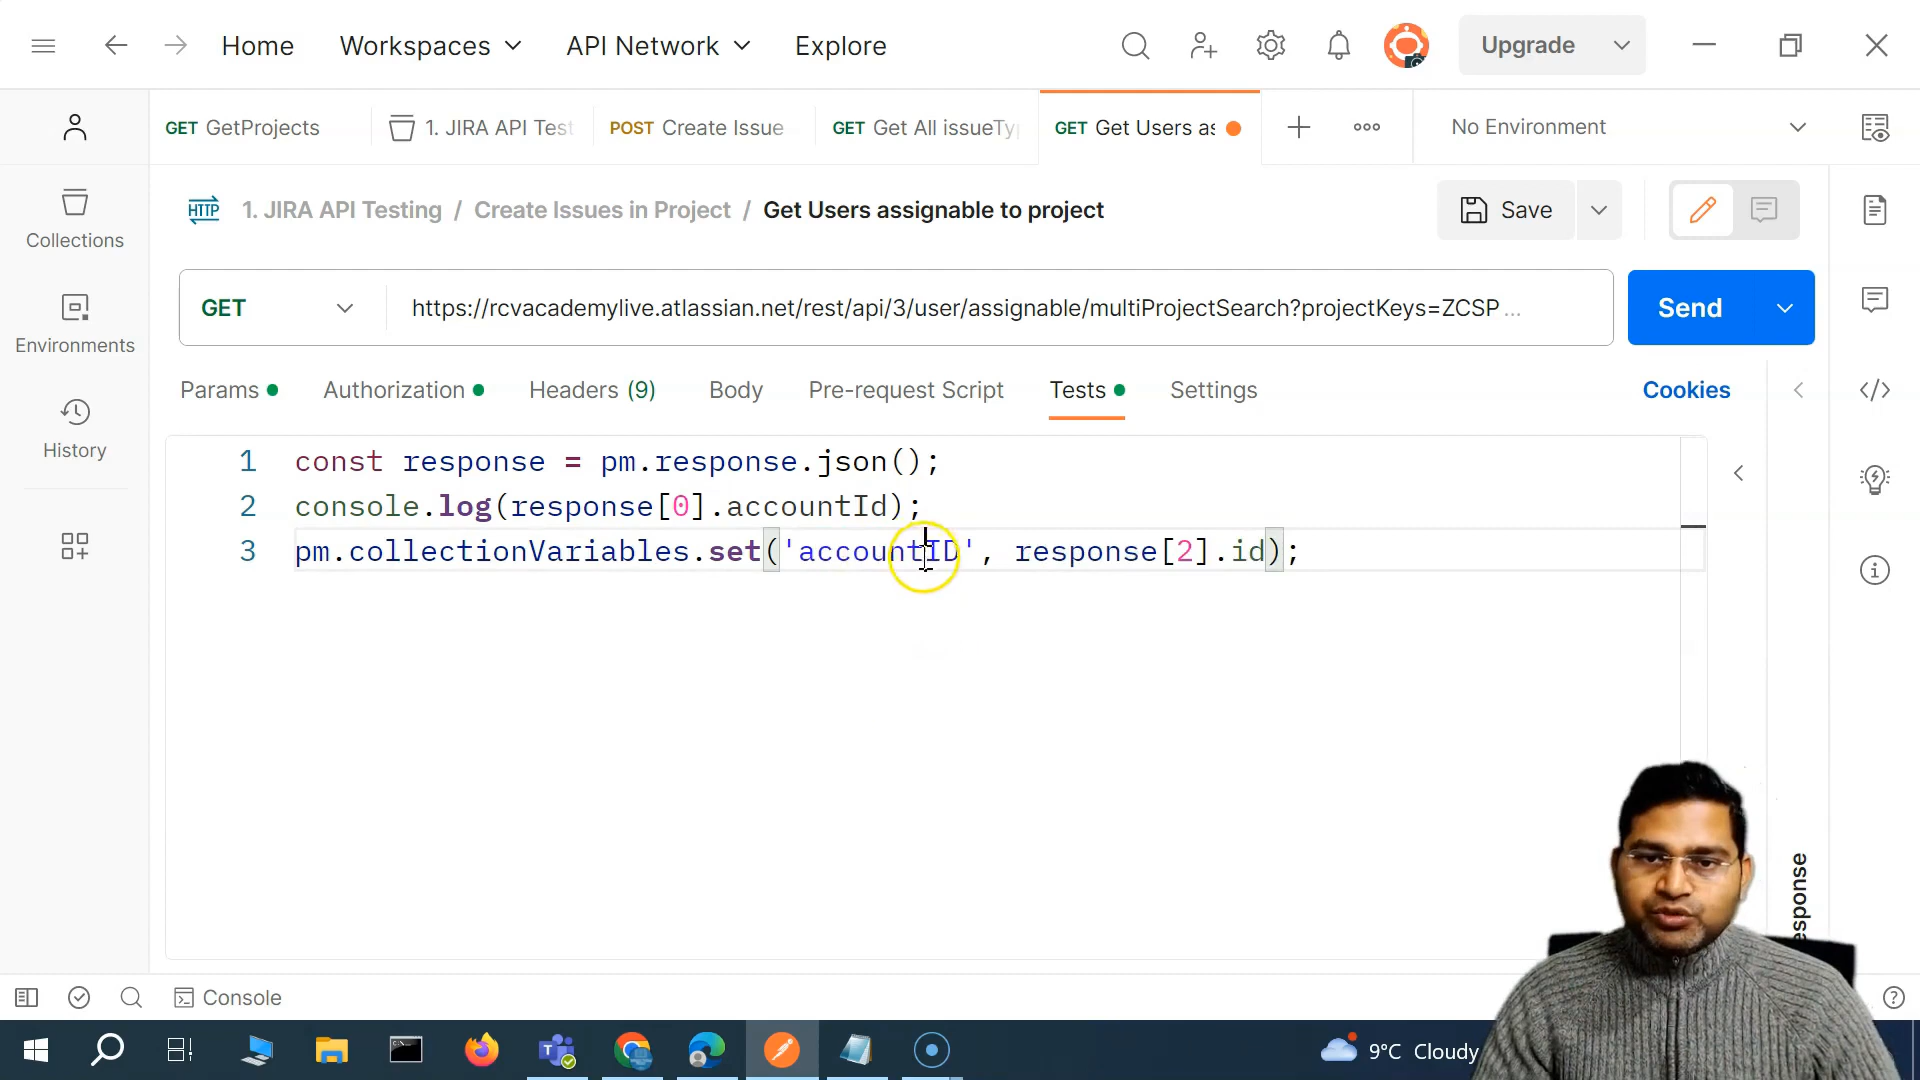 Home Workspaces API Network Explore Upgrade
GET GetProjects 1. JIRA API Test POST Create Issue GET Get All issueTy GET Get Users as No Environment
HTTP 1. JIRA API Testing / Create Issues in Project / Get Users assignable to project Save
Collections
GET https://rcvacademylive.atlassian.net/rest/api/3/user/assignable/multiProjectSearch?projectKeys=ZCSP ... Send
Environments
Params Authorization Headers (9) Body Pre-request Script Tests Settings Cookies
History
1 const response = pm.response.json();
2 console.log(response[0].accountId);
3 pm.collectionVariables.set('accountID', response[2].id);
esponse
Console
9°C Cloudy